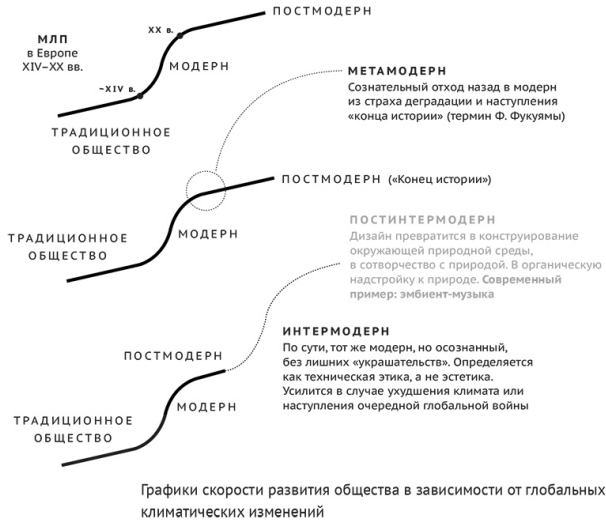 ПОСТМОДЕРН
XX в.
МЛП
в Европе
XIV–XX вв.
МОДЕРН
~XIV в.
ТРАДИЦИОННОЕ
ОБЩЕСТВО
МЕТАМОДЕРН
Сознательный отход назад в модерн
из страха деградации и наступления
«конца истории» (термин Ф. Фукуямы)
ПОСТМОДЕРН («Конец истории»)
МОДЕРН
ТРАДИЦИОННОЕ
ОБЩЕСТВО
ПОСТИНТЕРМОДЕРН
Дизайн превратится в конструирование
окружающей природной среды,
в сотворчество с природой. В органическую
надстройку к природе. Современный
пример: эмбиент-музыка
ИНТЕРМОДЕРН
По сути, тот же модерн, но осознанный,
без лишних «украшательств». Определяется
как техническая этика, а не эстетика.
Усилится в случае ухудшения климата или
наступления очередной глобальной войны
ПОСТМОДЕРН
МОДЕРН
ТРАДИЦИОННОЕ
ОБЩЕСТВО
Графики скорости развития общества в зависимости от глобальных
климатических изменений